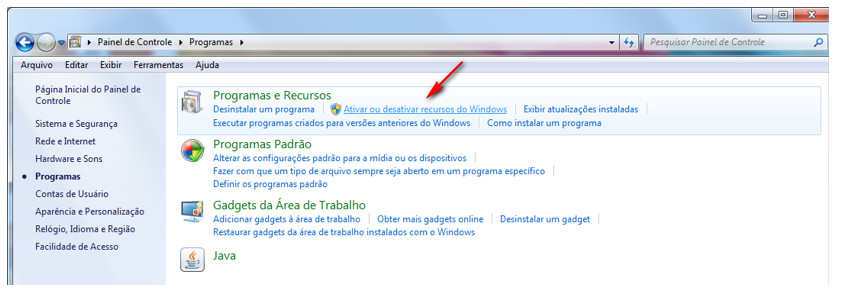 Painel de Controle Programas
Pesquisar Painel de Controle
Arquivo Editar Exibir Ferramentas Ajuda
Página Inicial do Painel de
Controle
Sistema e Segurança
Rede e Internet
Hardware e Sons
Programas
Contas de Usuário
Aparência e Personalização
Relógio, Idioma e Região
Facilidade de Acesso
Programas e Recursos
Desinstalar um programa Ativar ou desativar recursos do Windows Exibir atualizações instaladas
Executar programas criados para versões anteriores do Windows Como instalar um programa
Programas Padrão
Alterar as configurações padrão para a mídia ou os dispositivos
Fazer com que um tipo de arquivo sempre seja aberto em um programa específico
Definir os programas padrão
Gadgets da Área de Trabalho
Adicionar gadgets à área de trabalho Obter mais gadgets online Desinstalar um gadget
Restaurar gadgets da área de trabalho instalados com o Windows
Java